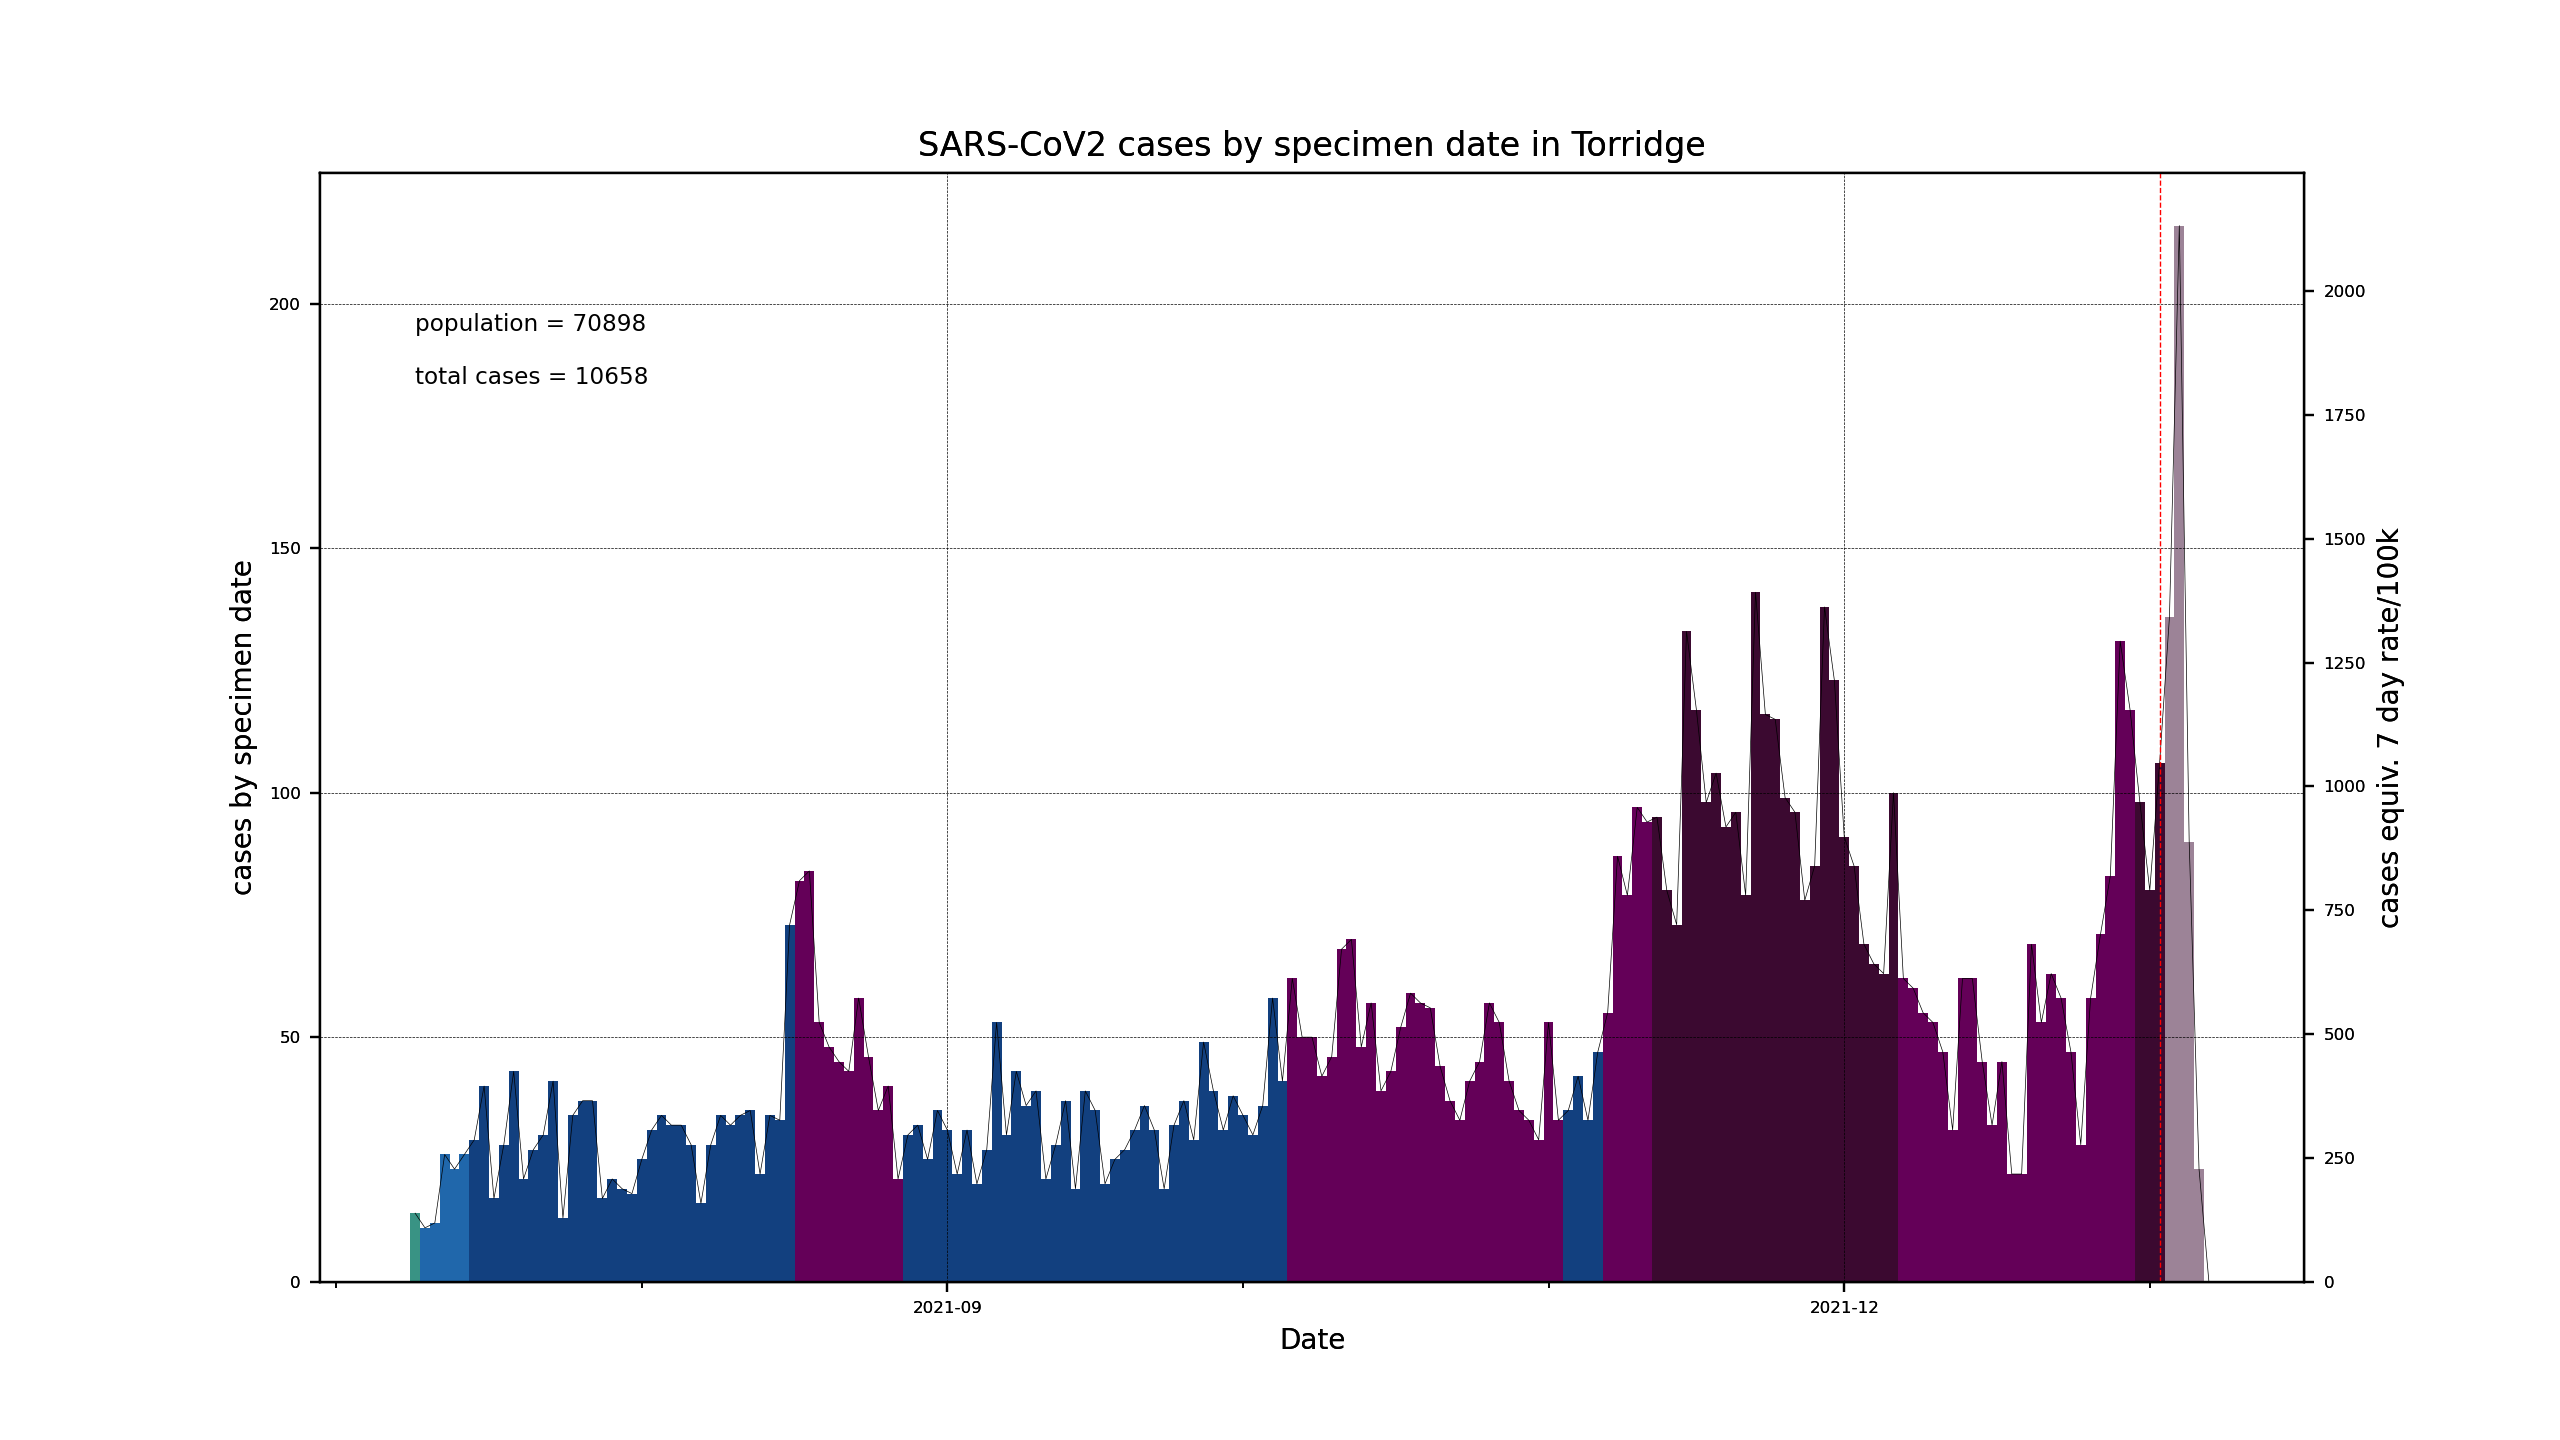 SARS-CoV2 cases by specimen date in Torridge
population = 70898
total cases = 10658
cases by specimen date
200
150
100
50
0
2000
1750
1500
1250
1000
750
500
250
0
cases equiv. 7 day rate/100k
2021-09
2021-12
Date